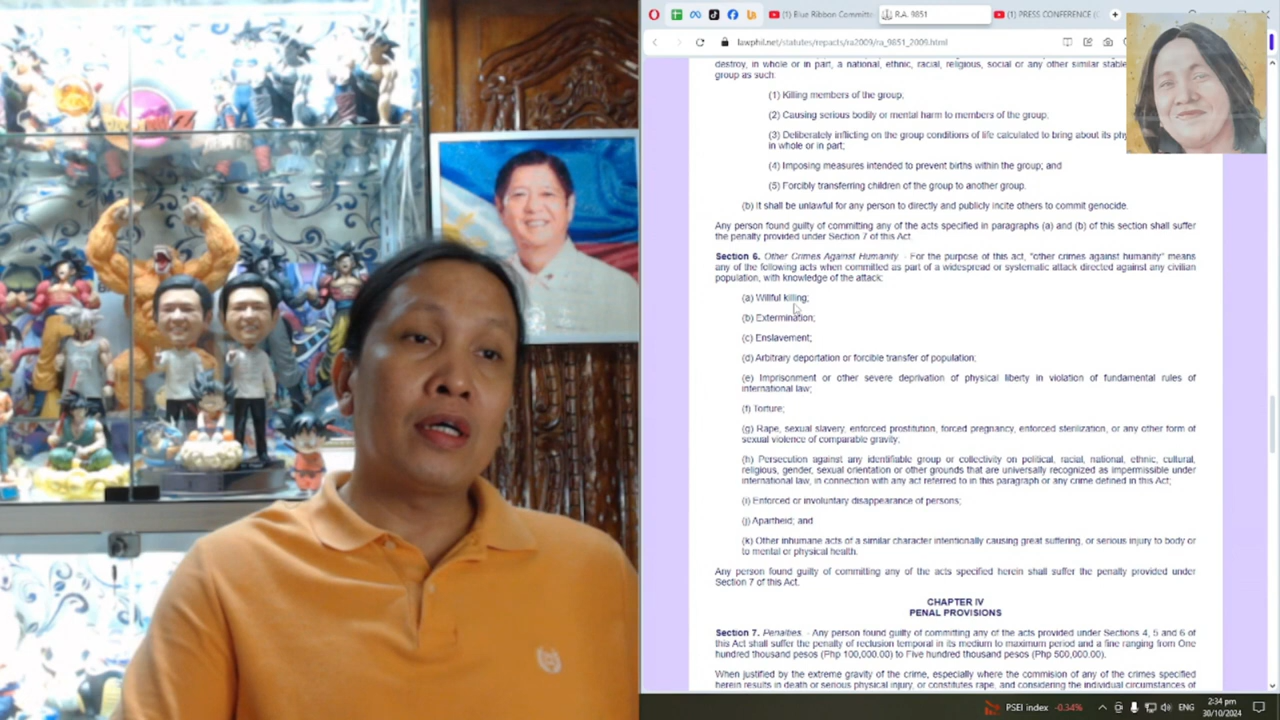 (1) Blue Ribbon Committe
R.A. 9851
(1) PRESS CONFERENCE (
lawphil.net/statutes/repacts/ra2009/ra_9851_2009.html
destroy, in whole or in part, a national, ethnic, racial, religious, social or any other similar stable
group as such:
(1) Killing members of the group;
(2) Causing serious bodily or mental harm to members of the group;
(3) Deliberately inflicting on the group conditions of life calculated to bring about its
in whole or in part;
(4) Imposing measures intended to prevent births within the group; and
(5) Forcibly transferring children of the group to another group.
(b) It shall be unlawful for any person to directly and publicly incite others to commit genocide.
Any person found guilty of committing any of the acts specified in paragraphs (a) and (b) of this section shall suffer
the penalty provided under Section 7 of this Act.
Section 6. Other Crimes Against Humanity. - For the purpose of this act, "other crimes against humanity" means
any of the following acts when committed as part of a widespread or systematic attack directed against any civilian
population, with knowledge of the attack:
(a) Willful killing;
(b) Extermination;
(c) Enslavement;
(d) Arbitrary deportation or forcible transfer of population;
(e) Imprisonment or other severe deprivation of physical liberty in violation of fundamental rules of
international law;
(f) Torture;
(g) Rape, sexual slavery, enforced prostitution, forced pregnancy, enforced sterilization, or any other form of
sexual violence of comparable gravity;
(h) Persecution against any identifiable group or collectivity on political, racial, national, ethnic, cultural,
religious, gender, sexual orientation or other grounds that are universally recognized as impermissible under
international law, in connection with any act referred to in this paragraph or any crime defined in this Act;
(i) Enforced or involuntary disappearance of persons;
(j) Apartheid; and
(k) Other inhumane acts of a similar character intentionally causing great suffering, or serious injury to body or
to mental or physical health.
Any person found guilty of committing any of the acts specified herein shall suffer the penalty provided under
Section 7 of this Act.
CHAPTER IV
PENAL PROVISIONS
Section 7. Penalties. - Any person found guilty of committing any of the acts provided under Sections 4, 5 and 6 of
this Act shall suffer the penalty of reclusion temporal in its medium to maximum period and a fine ranging from One
hundred thousand pesos (Php 100,000.00) to Five hundred thousand pesos (Php 500,000.00).
When justified by the extreme gravity of the crime, especially where the commision of any of the crimes specified
herein results in death or serious physical injury, or constitutes rape, and considering the individual circumstances of
PSEI index -0.34%
ENG
2:34 pm
30/10/2024